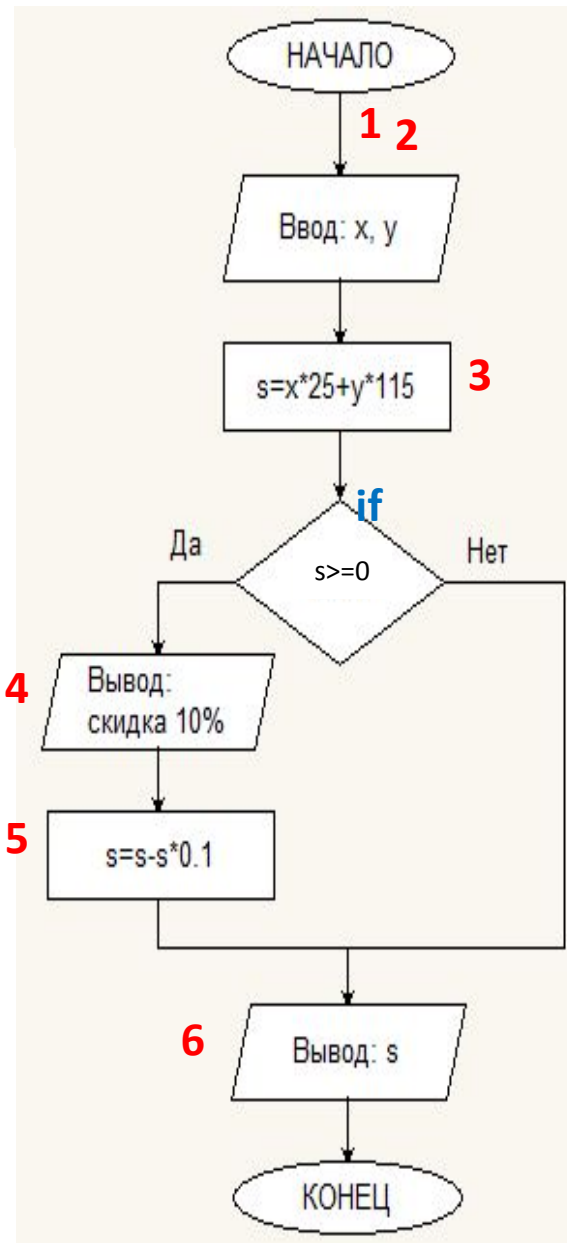 НАЧАЛО
1 2
Ввод: x, y
s=x*25+y*115
3
if
Да
Нет
s>=0
4
Вывод:
скидка 10%
5
s=s-s*0.1
6
Вывод: s
КОНЕЦ